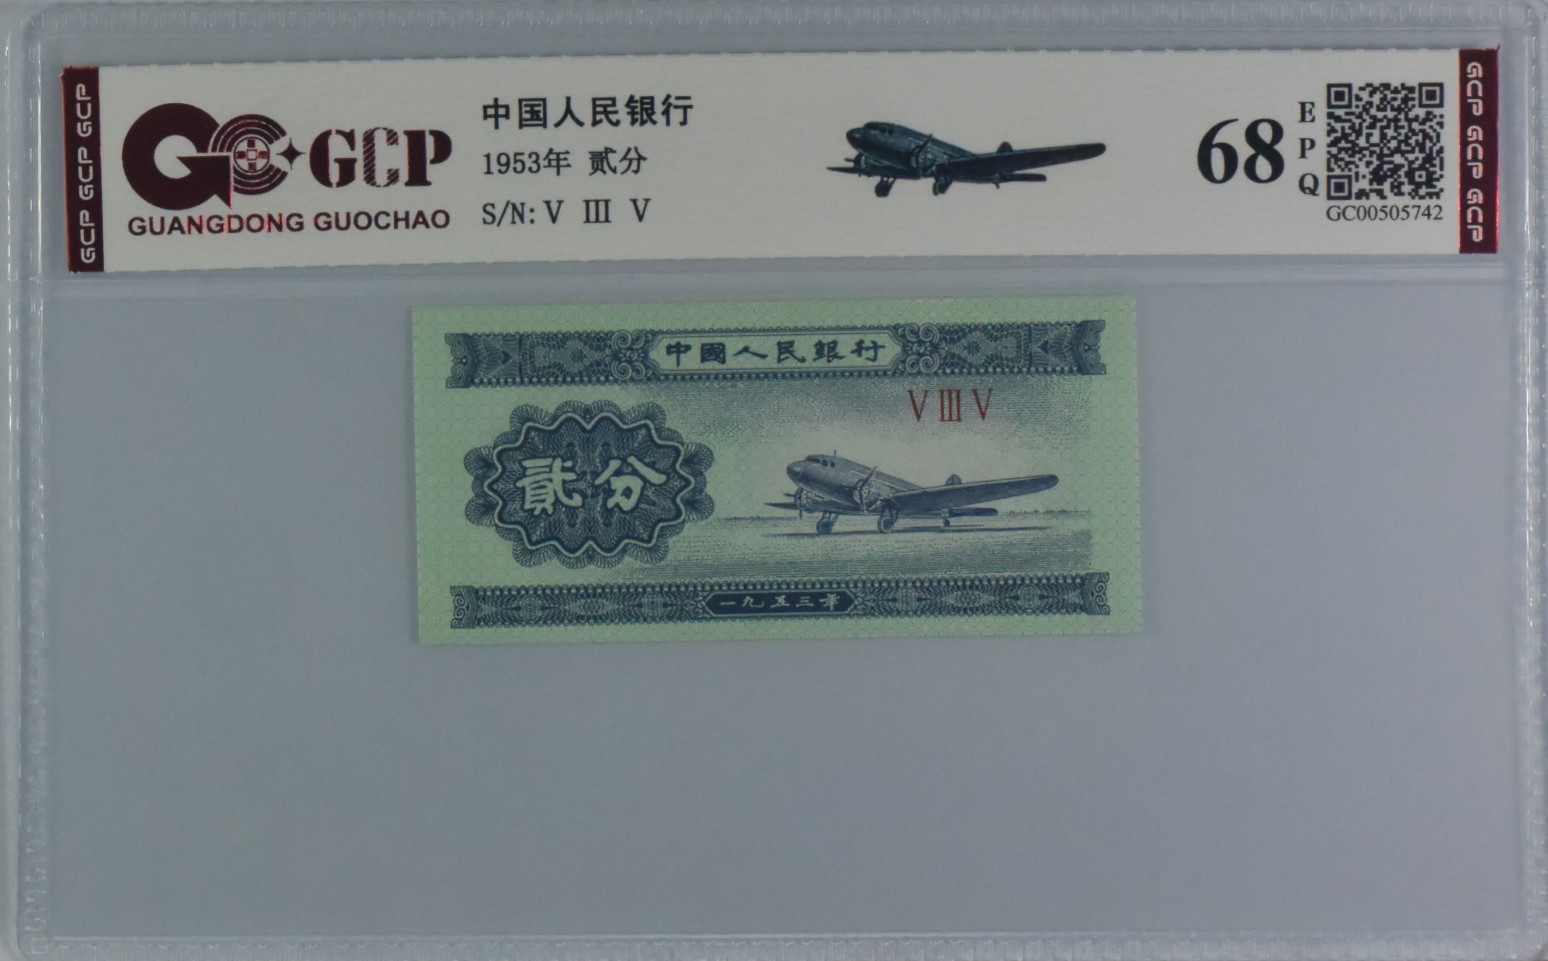 GCP GCP GCP
GCP
GUANGDONG GUOCHAO
中国人民银行
1953年 贰分
S/N: V III V
68
EPQ
GC00505742
GCP GCP GCP
中國人民銀行
V III V
貳分
一九五三年